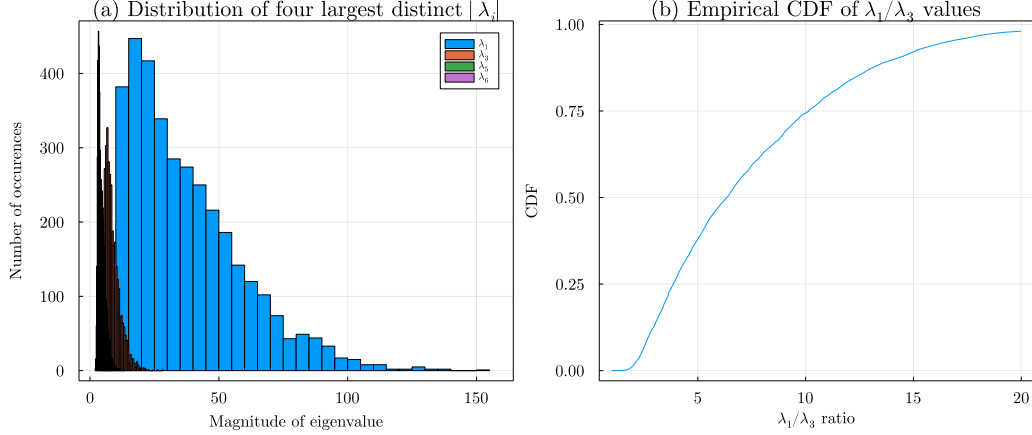 (a) Distribution of four largest distinct |λᵢ|
(b) Empirical CDF of λ₁/λ₃ values
Number of occurences
400
300
200
100
0
0
50
100
150
Magnitude of eigenvalue
λ₁
λ₃
λ₅
λ₆
CDF
1.00
0.75
0.50
0.25
0.00
5
10
15
20
λ₁/λ₃ ratio